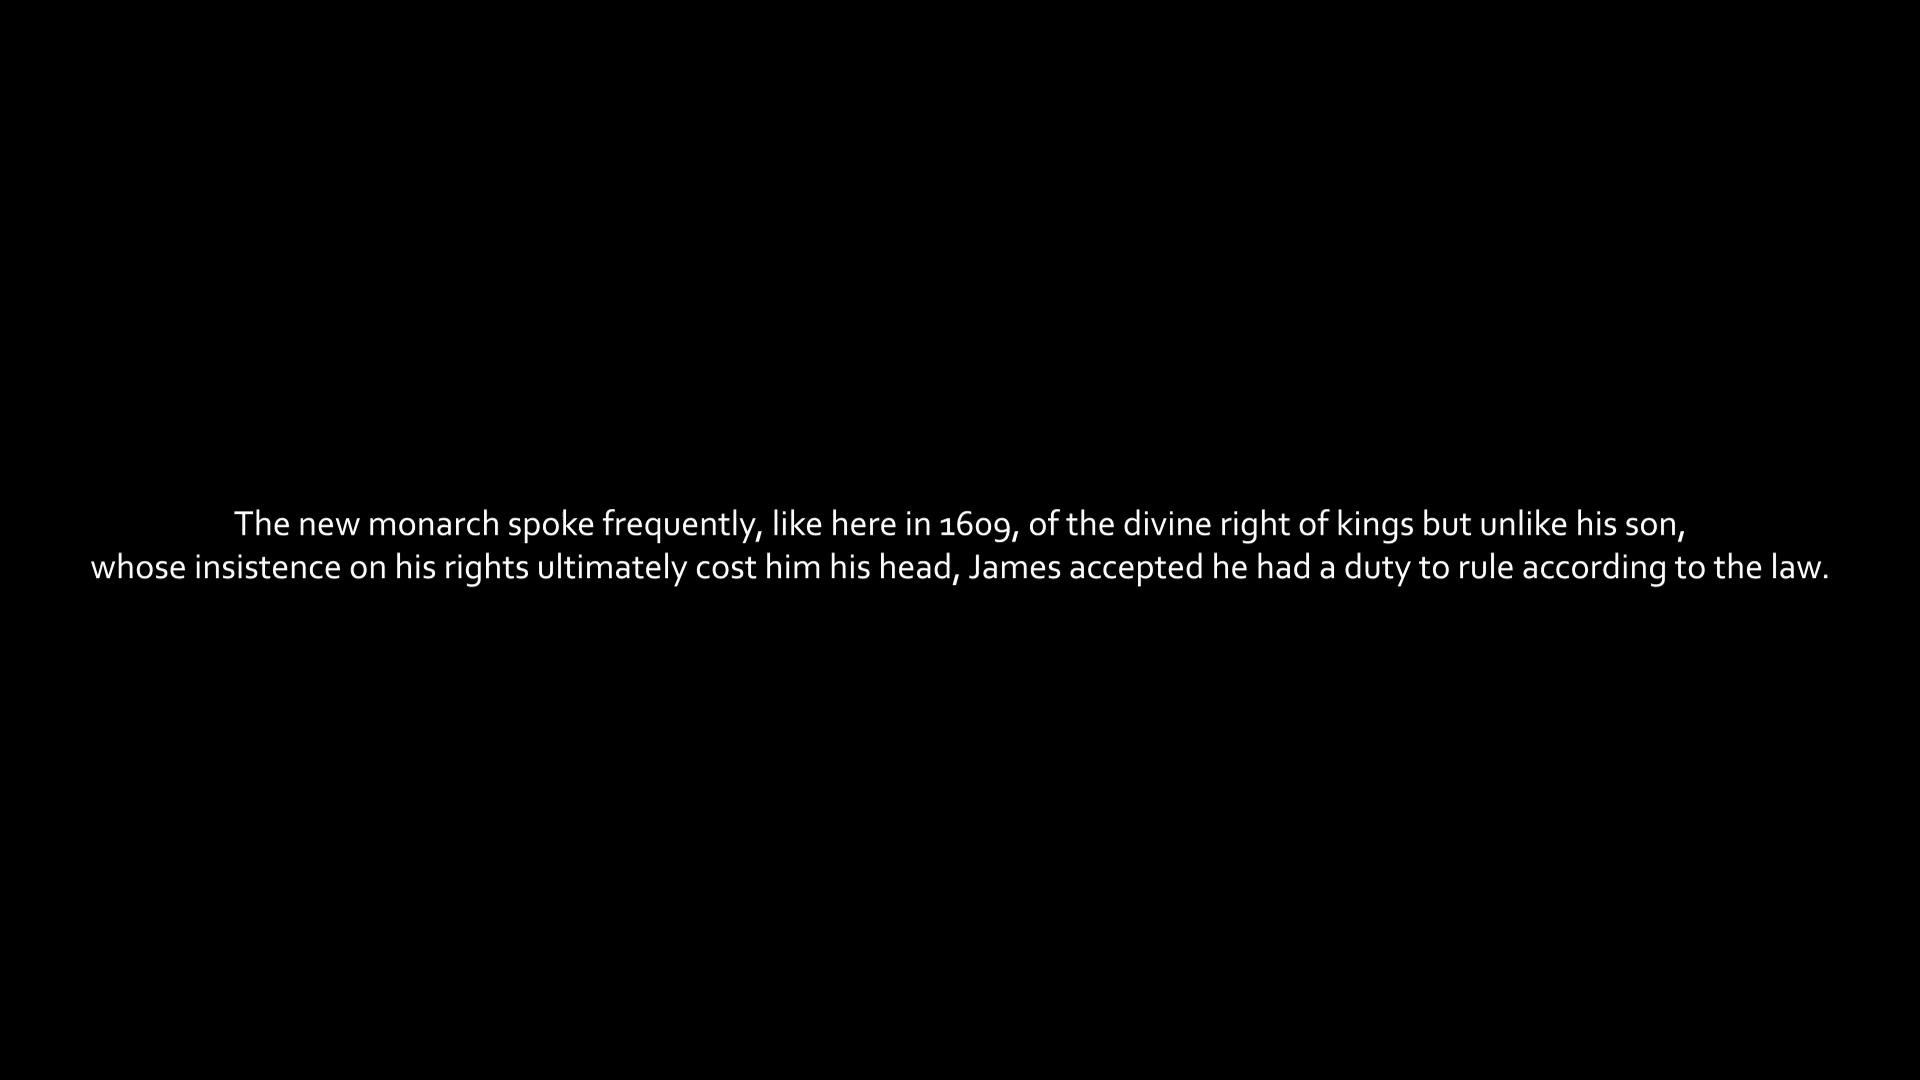 The new monarch spoke frequently, like here in 1609, of the divine right of kings but unlike his son,
whose insistence on his rights ultimately cost him his head, James accepted he had a duty to rule according to the law.